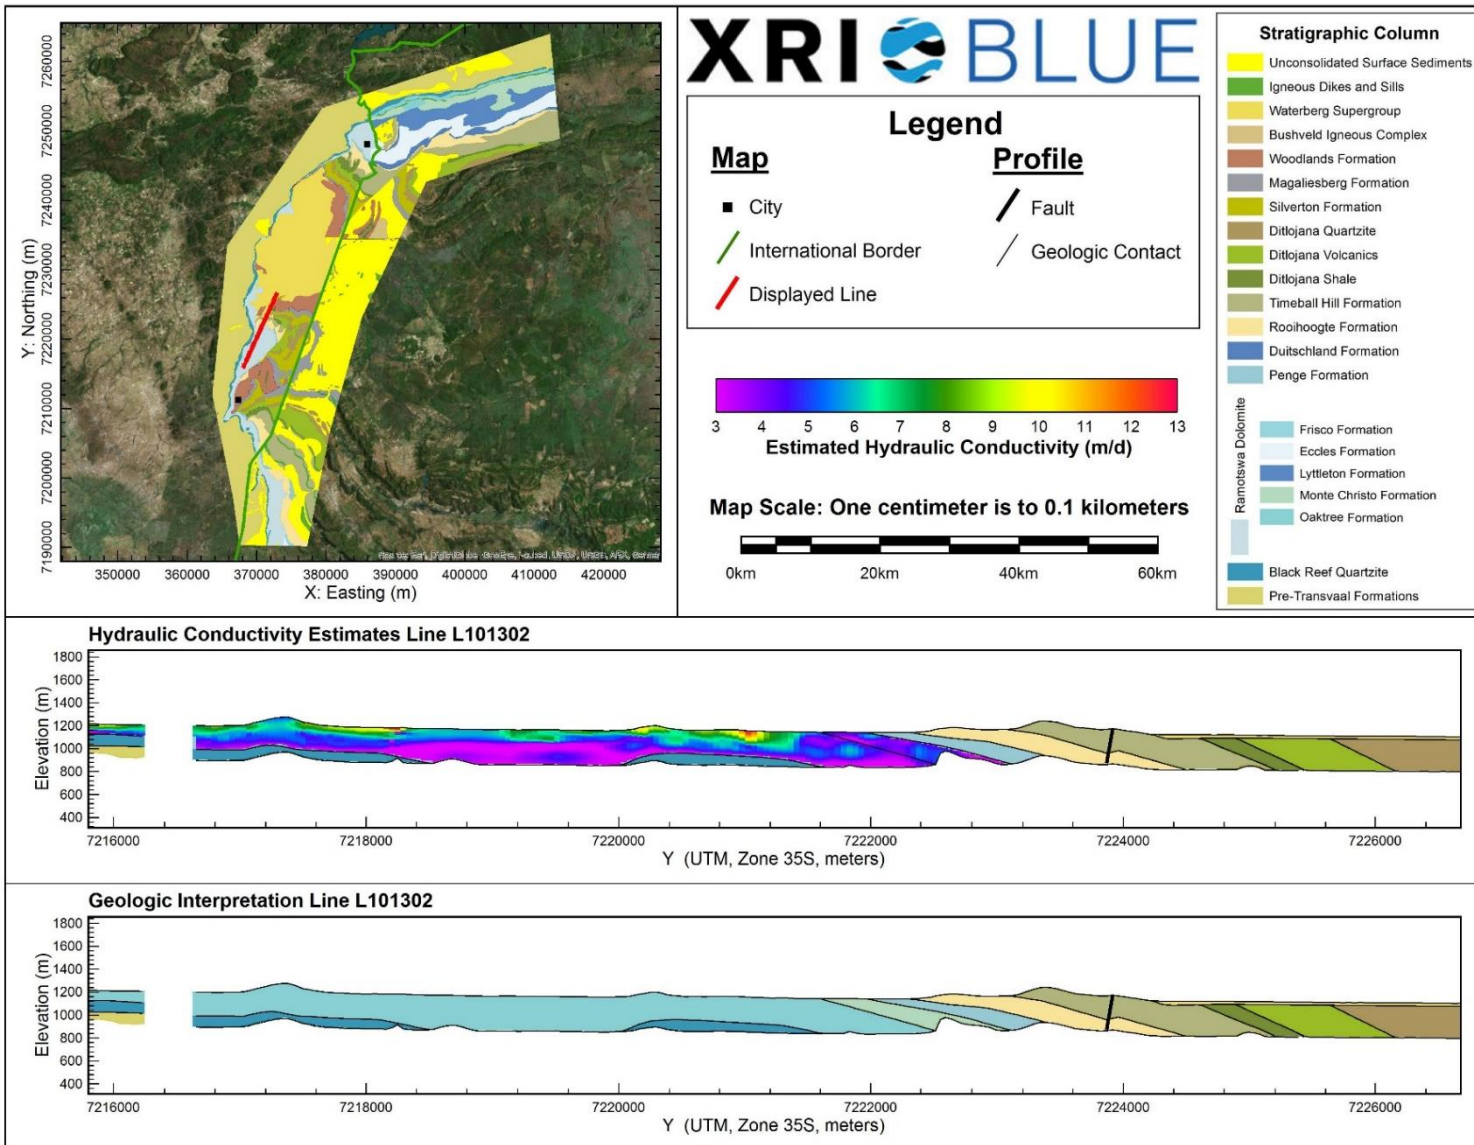 7260000
7250000
7240000
7230000
7220000
7210000
7200000
7190000
Y: Northing (m)
350000 360000 370000 380000 390000 400000 410000 420000
X: Easting (m)
XRI BLUE
Legend
Map
Profile
City
Fault
International Border
Geologic Contact
Displayed Line
3 4 5 6 7 8 9 10 11 12 13
Estimated Hydraulic Conductivity (m/d)
Map Scale: One centimeter is to 0.1 kilometers
0km 20km 40km 60km
Stratigraphic Column
Unconsolidated Surface Sediments
Igneous Dikes and Sills
Waterberg Supergroup
Bushveld Igneous Complex
Woodlands Formation
Magaliesberg Formation
Silverton Formation
Ditlojana Quartzite
Ditlojana Volcanics
Ditlojana Shale
Timeball Hill Formation
Rooihoogte Formation
Duitschland Formation
Penge Formation
Ramotswa Dolomite
Frisco Formation
Eccles Formation
Lyttleton Formation
Monte Christo Formation
Oaktree Formation
Black Reef Quartzite
Pre-Transvaal Formations
Hydraulic Conductivity Estimates Line L101302
1800
1600
1400
1200
1000
800
600
400
Elevation (m)
7216000 7218000 7220000 7222000 7224000 7226000
Y (UTM, Zone 35S, meters)
Geologic Interpretation Line L101302
1800
1600
1400
1200
1000
800
600
400
Elevation (m)
7216000 7218000 7220000 7222000 7224000 7226000
Y (UTM, Zone 35S, meters)